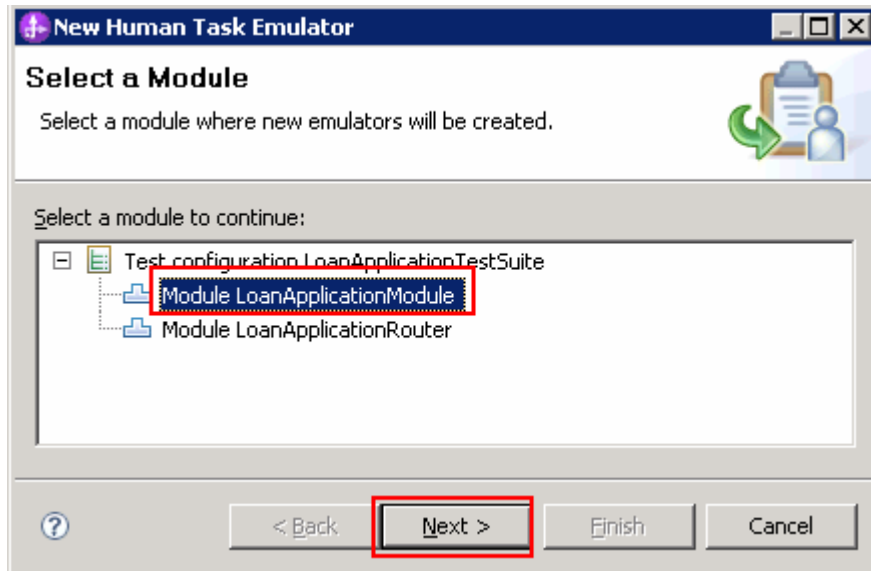 New Human Task Emulator
Select a Module
Select a module where new emulators will be created.
Select a module to continue:
Test configuration LoanApplicationTestSuite
Module LoanApplicationModule
Module LoanApplicationRouter
? < Back Next > Finish Cancel